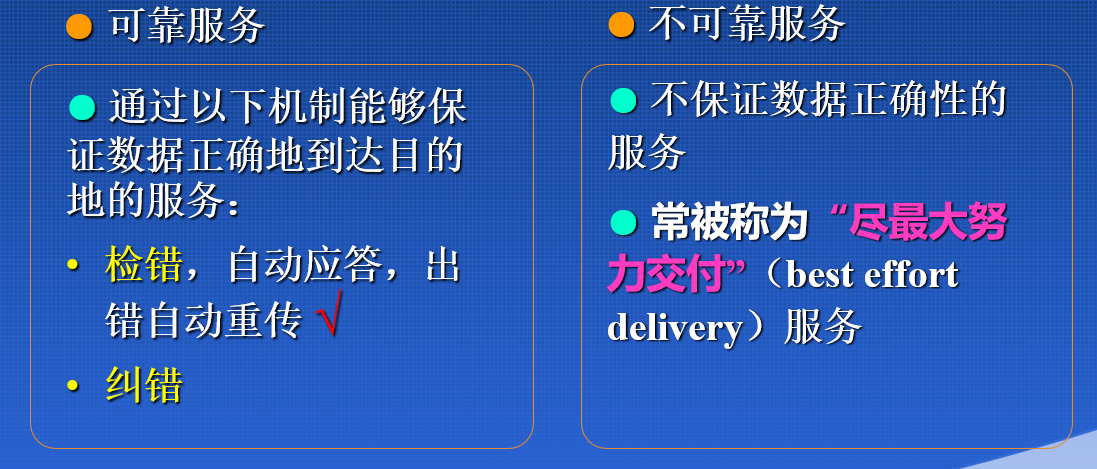 ● 可靠服务
● 通过以下机制能够保
证数据正确地到达目的
地的服务：
• 检错，自动应答，出
错自动重传 √
• 纠错
● 不可靠服务
● 不保证数据正确性的
服务
● 常被称为 “尽最大努
力交付”（best effort
delivery）服务